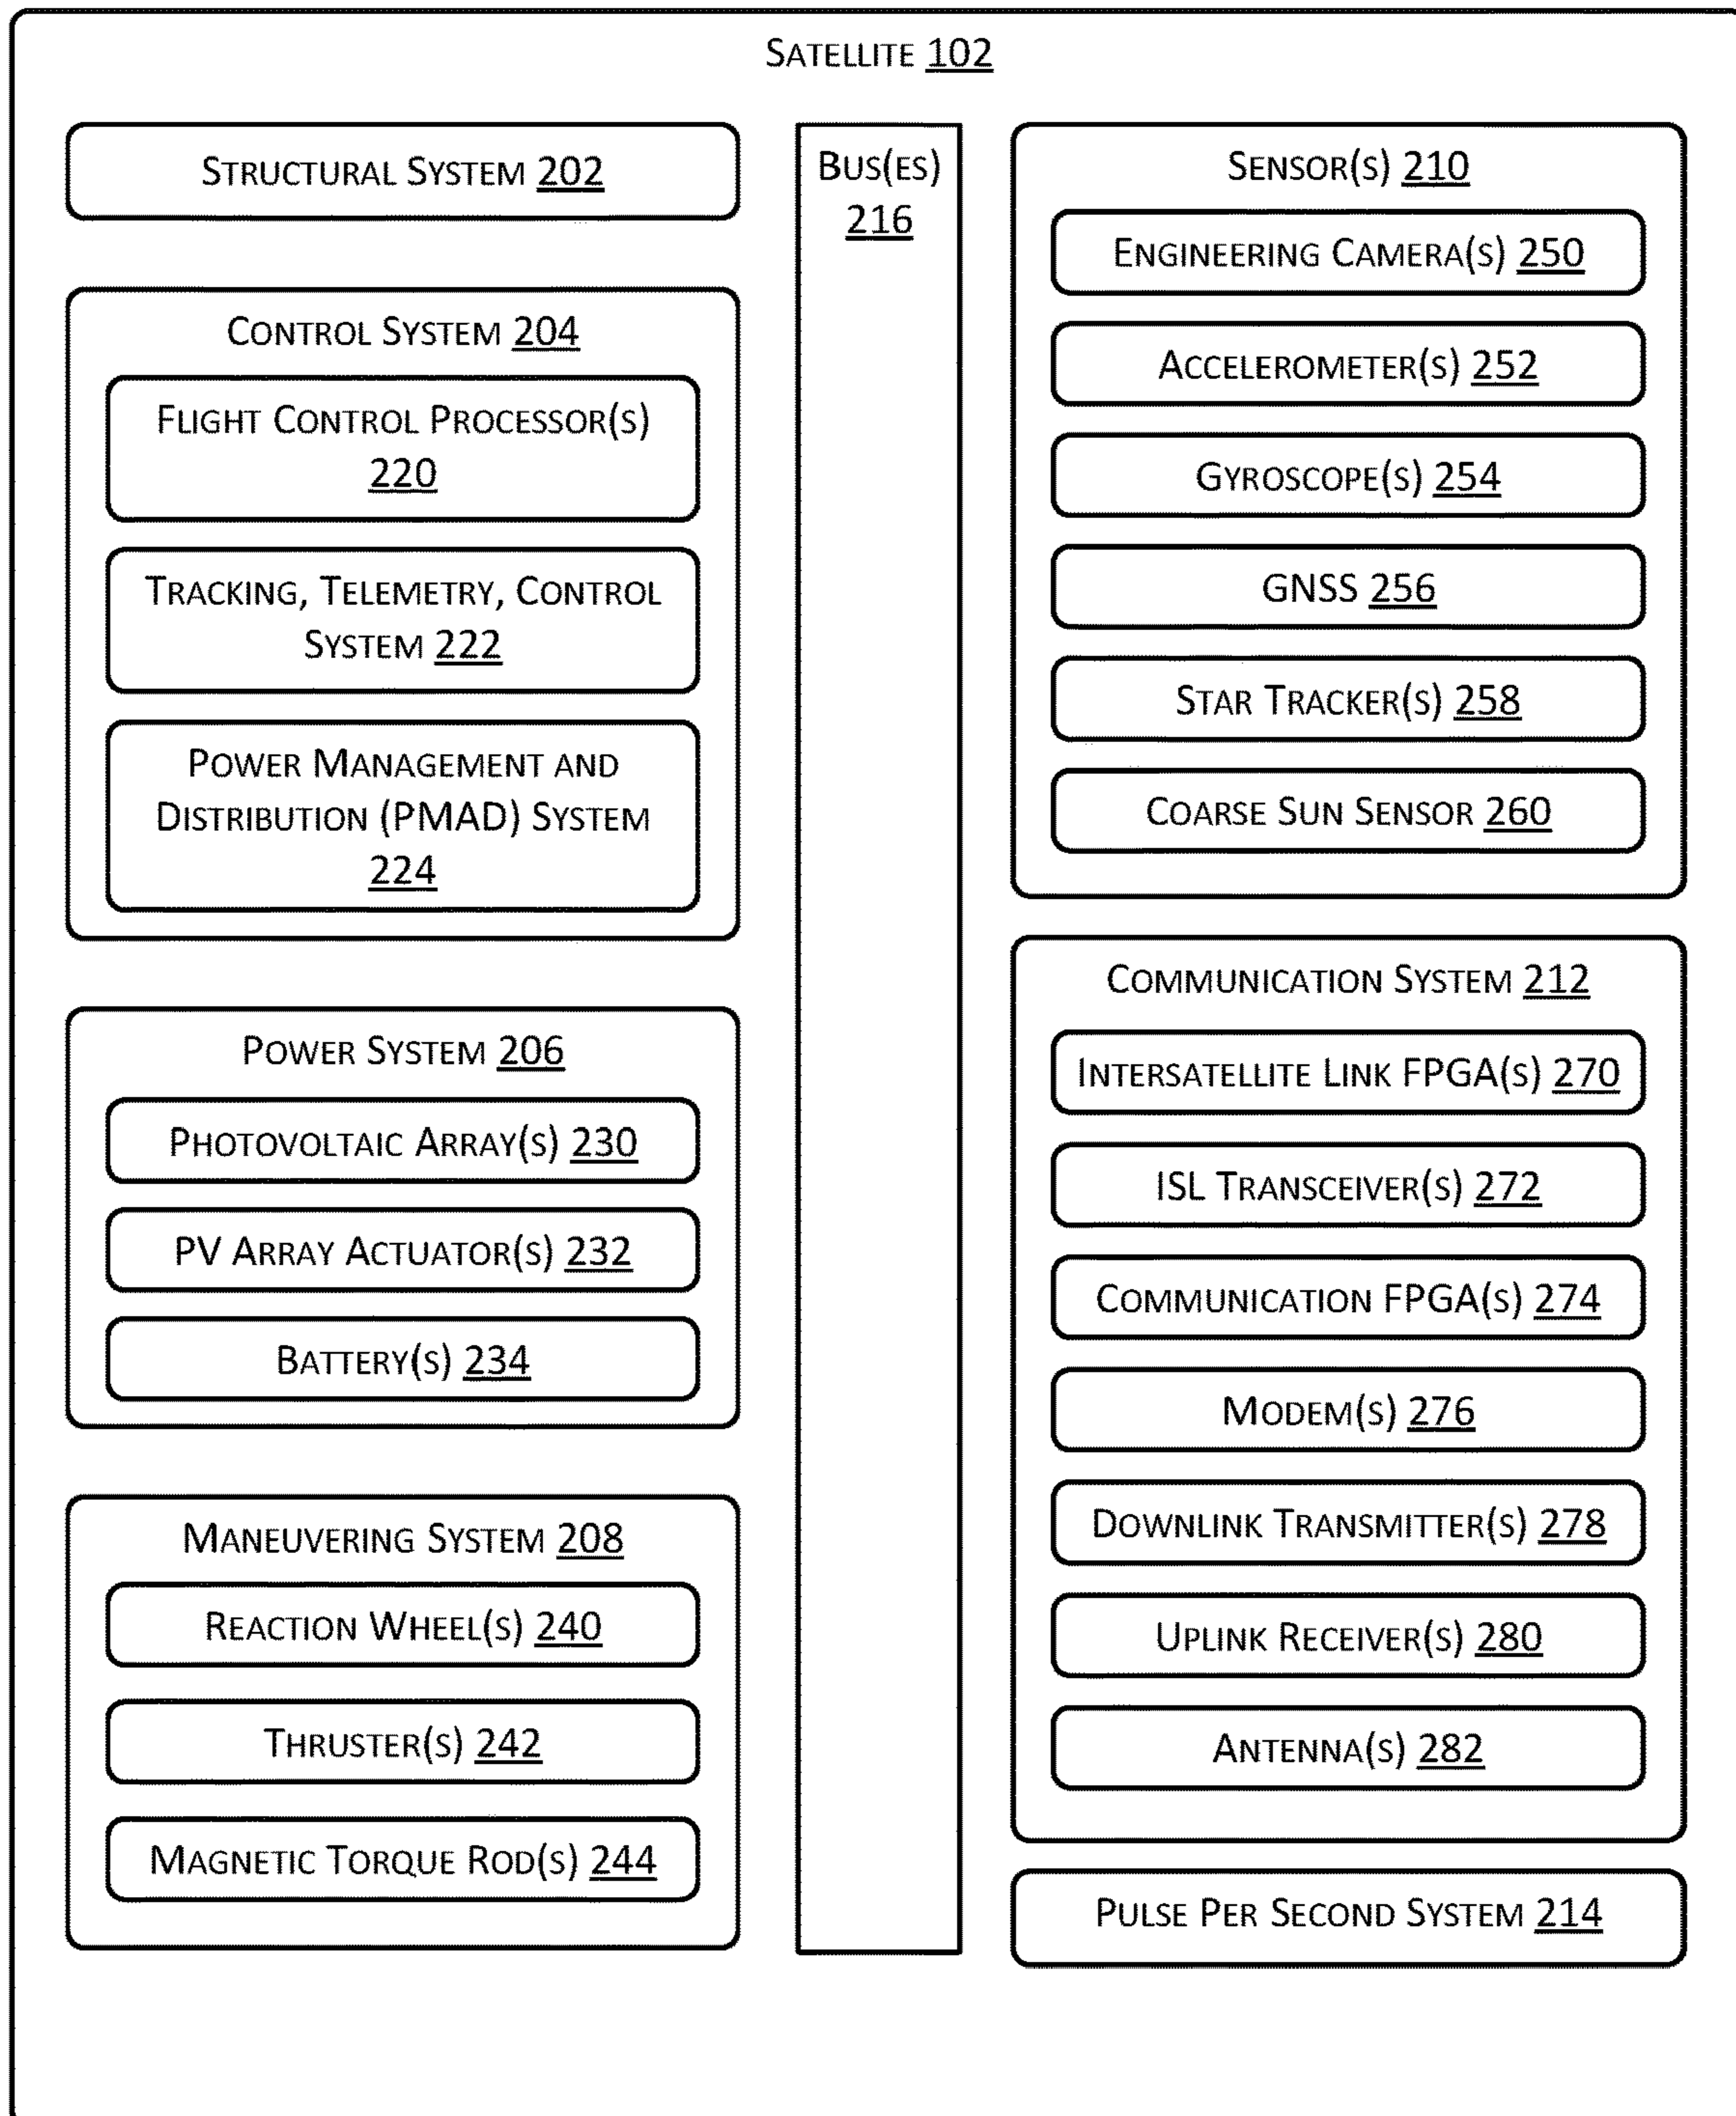 SATELLITE 102
STRUCTURAL SYSTEM 202
CONTROL SYSTEM 204
FLIGHT CONTROL PROCESSOR(S)
220
TRACKING, TELEMETRY, CONTROL
SYSTEM 222
POWER MANAGEMENT AND
DISTRIBUTION (PMAD) SYSTEM
224
POWER SYSTEM 206
PHOTOVOLTAIC ARRAY(S) 230
PV ARRAY ACTUATOR(S) 232
BATTERY(S) 234
MANEUVERING SYSTEM 208
REACTION WHEEL(S) 240
THRUSTER(S) 242
MAGNETIC TORQUE ROD(S) 244
BUS(ES)
216
SENSOR(S) 210
ENGINEERING CAMERA(S) 250
ACCELEROMETER(S) 252
GYROSCOPE(S) 254
GNSS 256
STAR TRACKER(S) 258
COARSE SUN SENSOR 260
COMMUNICATION SYSTEM 212
INTERSATELLITE LINK FPGA(S) 270
ISL TRANSCEIVER(S) 272
COMMUNICATION FPGA(S) 274
MODEM(S) 276
DOWNLINK TRANSMITTER(S) 278
UPLINK RECEIVER(S) 280
ANTENNA(S) 282
PULSE PER SECOND SYSTEM 214